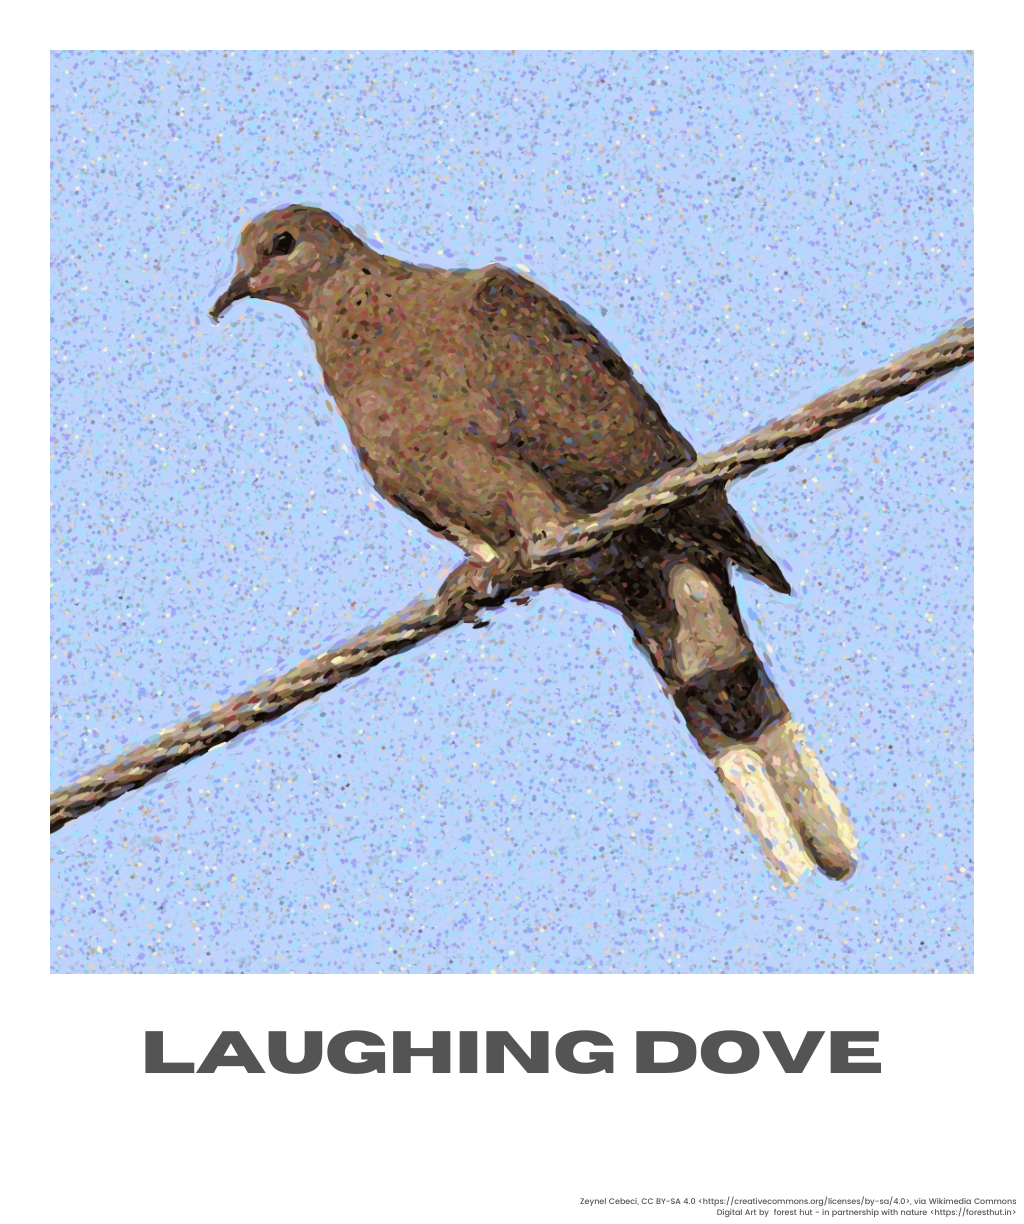 LAUGHING DOVE
Zeynel Cebeci, CC BY-SA 4.0 <https://creativecommons.org/licenses/by-sa/4.0>, via Wikimedia Commons
Digital Art by  forest hut - in partnership with nature <https://foresthut.in>